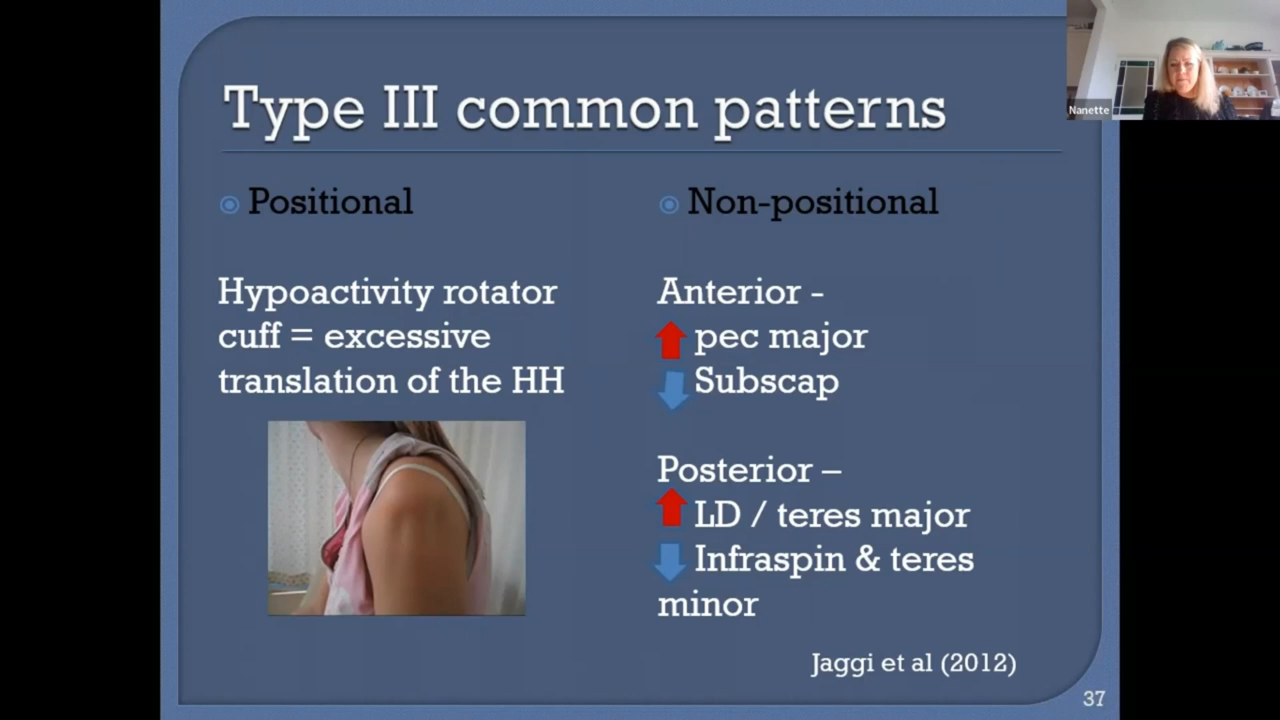 Type III common patterns
Nanette
Positional
Hypoactivity rotator
cuff = excessive
translation of the HH
Non-positional
Anterior -
pec major
Subscap
Posterior –
LD / teres major
Infraspin & teres
minor
Jaggi et al (2012)
37